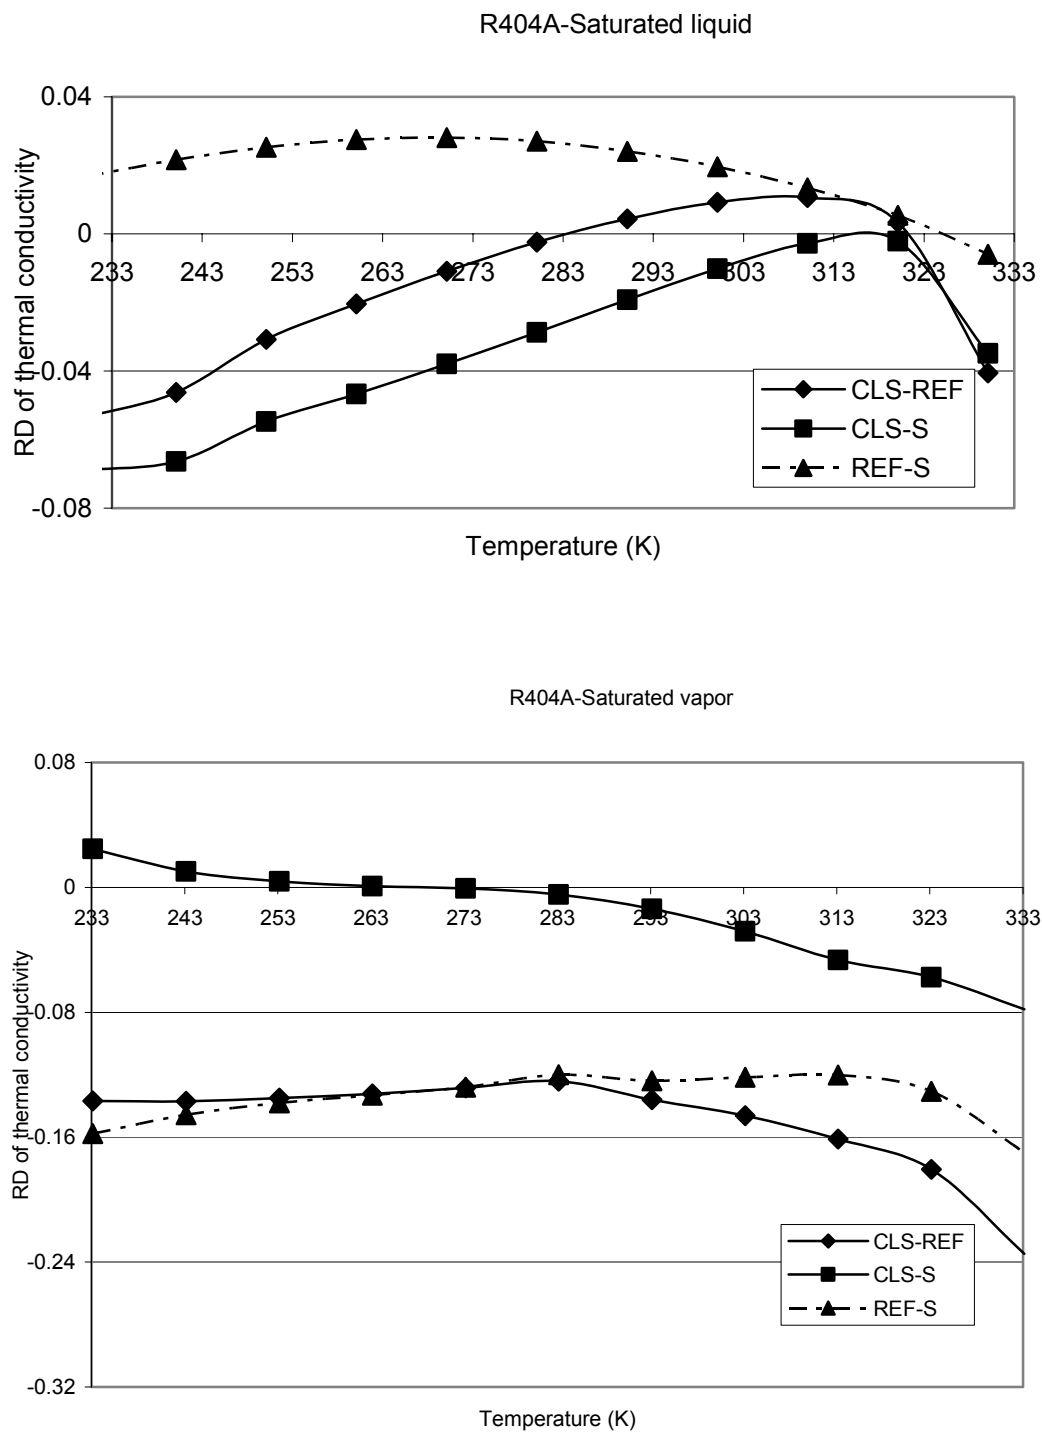 R404A-Saturated liquid
0.04
0
-0.04
-0.08
RD of thermal conductivity
233 243 253 263 273 283 293 303 313 323 333
CLS-REF
CLS-S
REF-S
Temperature (K)
R404A-Saturated vapor
0.08
0
-0.08
-0.16
-0.24
-0.32
RD of thermal conductivity
233 243 253 263 273 283 293 303 313 323 333
CLS-REF
CLS-S
REF-S
Temperature (K)